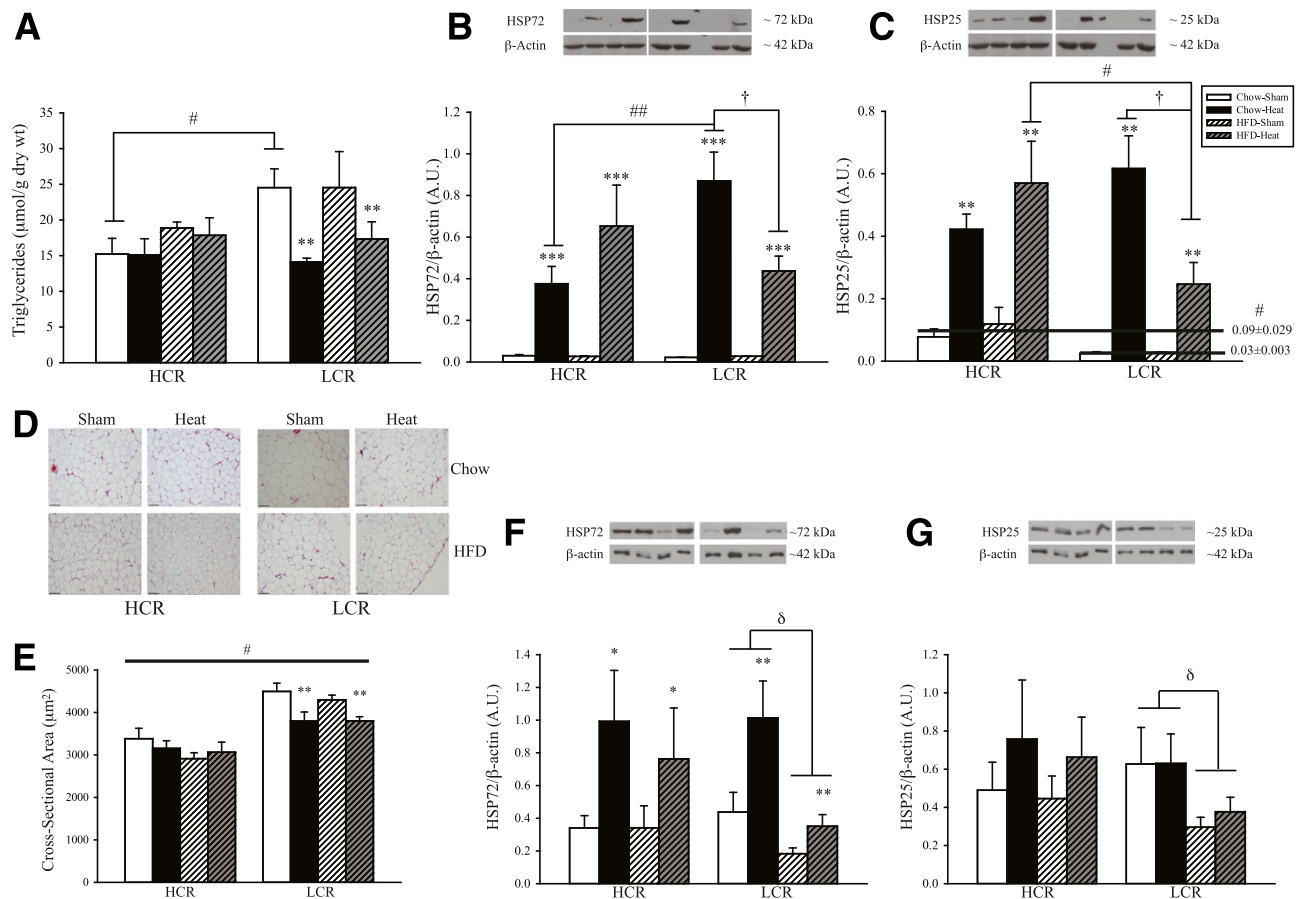 A
B
C
HSP72
~ 72 kDa
β-Actin
~ 42 kDa
HSP25
~ 25 kDa
β-Actin
~ 42 kDa
Triglycerides (μmol/g dry wt)
35
30
25
20
15
10
5
0
#
**
**
HCR
LCR
HSP72/β-actin (A.U.)
1.2
1.0
0.8
0.6
0.4
0.2
0.0
##
†
***
***
***
***
HCR
LCR
HSP25/β-actin (A.U.)
0.8
0.6
0.4
0.2
0.0
#
†
**
**
**
**
#
0.09±0.029
0.03±0.003
HCR
LCR
Chow-Sham
Chow-Heat
HFD-Sham
HFD-Heat
D
Sham
Heat
Sham
Heat
Chow
HFD
HCR
LCR
E
Cross-Sectional Area (μm²)
5000
4000
3000
2000
1000
0
#
**
**
HCR
LCR
F
HSP72
~72 kDa
β-actin
~42 kDa
HSP72/β-actin (A.U.)
1.4
1.2
1.0
0.8
0.6
0.4
0.2
0.0
*
*
**
δ
**
HCR
LCR
G
HSP25
~25 kDa
β-actin
~42 kDa
HSP25/β-actin (A.U.)
1.2
1.0
0.8
0.6
0.4
0.2
0.0
δ
HCR
LCR